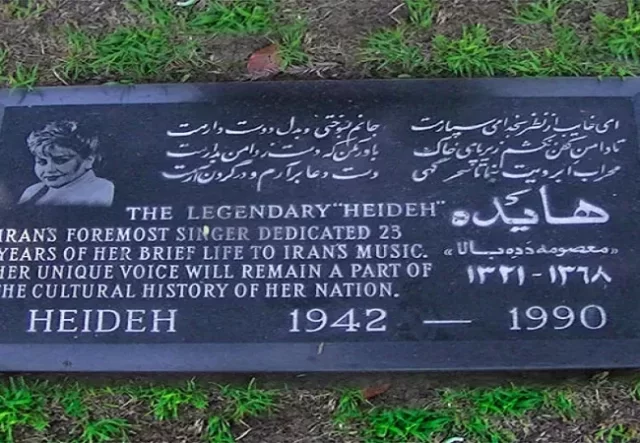 ای غایب از نظر بخدا می سپارمت جانم بسوختی و بدل دوست دارمت
تا دامن کفن نکشم زیر پای خاک باور مکن که دست ز دامن بدارمت
محراب ابرویت بنما تا سحرگهی دست دعا برآرم و در گردن آرمت
THE LEGENDARY "HEIDEH" هایده
IRAN'S FOREMOST SINGER DEDICATED 23
YEARS OF HER BRIEF LIFE TO IRAN'S MUSIC. «معصومه دده بالا»
HER UNIQUE VOICE WILL REMAIN A PART OF ۱۳۲۱-۱۳۶۸
THE CULTURAL HISTORY OF HER NATION.
HEIDEH 1942 — 1990